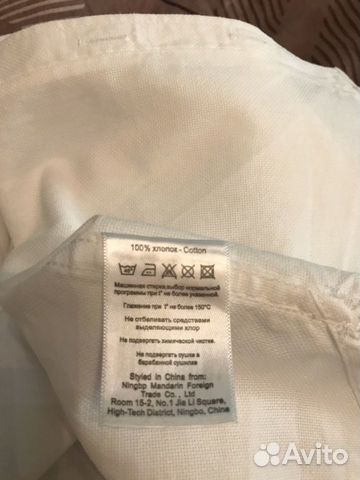 100% хлопок - Cotton
Машинная стирка,выбор нормальной
программы при t° не более указанной.
Глажение при t° не более 150°C
Не отбеливать средствами
выделяющими хлор
Не подвергать химической чистке.
Не подвергать сушке в
барабанной сушилке
Styled in China from:
Ningbp Mandarin Foreign
Trade Co. , Ltd
Room 15-2, No.1 Jie Li Square,
High-Tech District, Ningbo, China
Avito